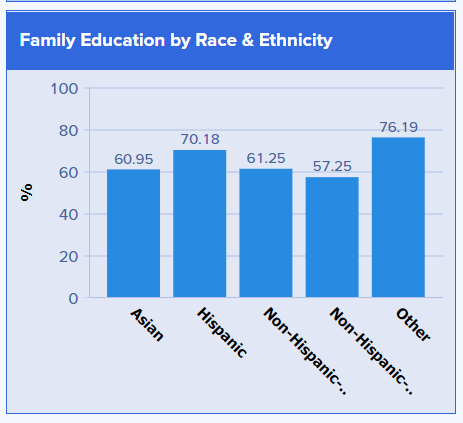 Family Education by Race & Ethnicity
100
80
60
40
20
0
%
60.95
70.18
61.25
57.25
76.19
Asian
Hispanic
Non-Hispanic-..
Non-Hispanic-..
Other